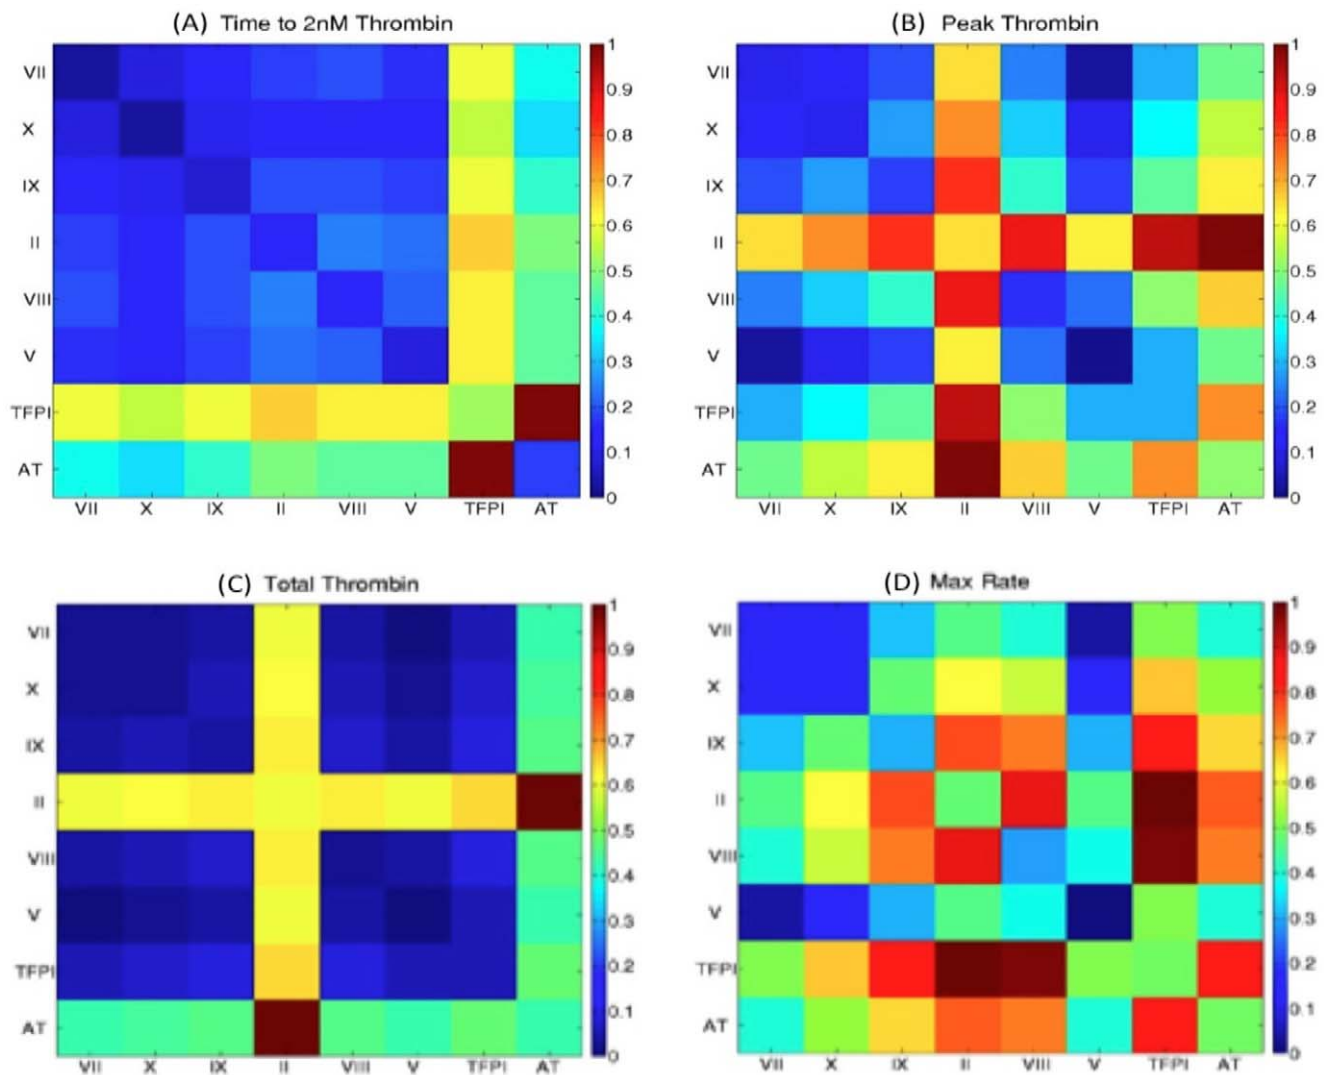 (A) Time to 2nM Thrombin
VII
X
IX
II
VIII
V
TFPI
AT
VII X IX II VIII V TFPI AT
1
0.9
0.8
0.7
0.6
0.5
0.4
0.3
0.2
0.1
0
(B) Peak Thrombin
VII
X
IX
II
VIII
V
TFPI
AT
VII X IX II VIII V TFPI AT
1
0.9
0.8
0.7
0.6
0.5
0.4
0.3
0.2
0.1
0
(C) Total Thrombin
VII
X
IX
II
VIII
V
TFPI
AT
VII X IX II VIII V TFPI AT
1
0.9
0.8
0.7
0.6
0.5
0.4
0.3
0.2
0.1
0
(D) Max Rate
VII
X
IX
II
VIII
V
TFPI
AT
VII X IX II VIII V TFPI AT
1
0.9
0.8
0.7
0.6
0.5
0.4
0.3
0.2
0.1
0